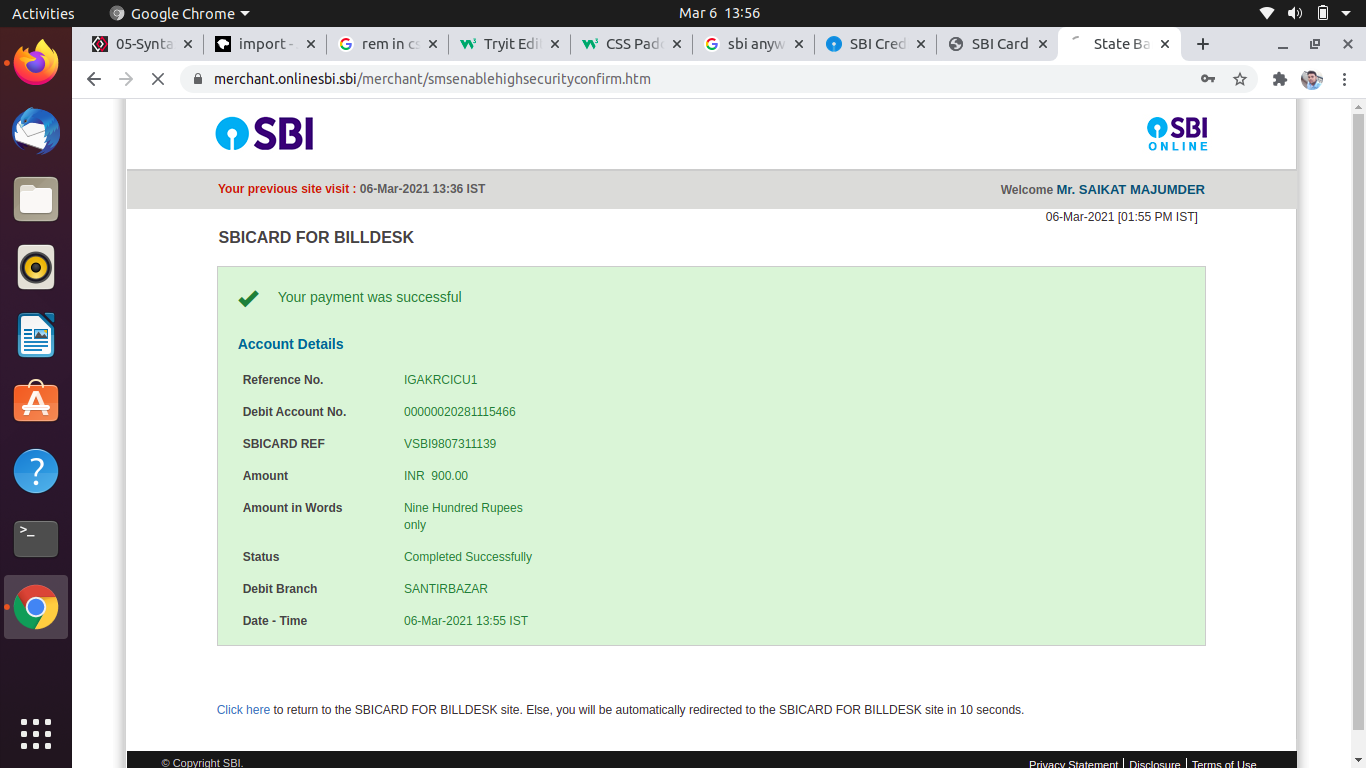 Activities Google Chrome Mar 6 13:56
05-Synta import - rem in cs Tryit Edi CSS Pad sbi anyw SBI Cred SBI Card State Ba
merchant.onlinesbi.sbi/merchant/smsenablehighsecurityconfirm.htm
SBI SBI
ONLINE
Your previous site visit : 06-Mar-2021 13:36 IST Welcome Mr. SAIKAT MAJUMDER
06-Mar-2021 [01:55 PM IST]
SBICARD FOR BILLDESK
Your payment was successful
Account Details
Reference No. IGAKRCICU1
Debit Account No. 00000020281115466
SBICARD REF VSBI9807311139
Amount INR 900.00
Amount in Words Nine Hundred Rupees
only
Status Completed Successfully
Debit Branch SANTIRBAZAR
Date - Time 06-Mar-2021 13:55 IST
Click here to return to the SBICARD FOR BILLDESK site. Else, you will be automatically redirected to the SBICARD FOR BILLDESK site in 10 seconds.
© Copyright SBI. Privacy Statement Disclosure Terms of Use